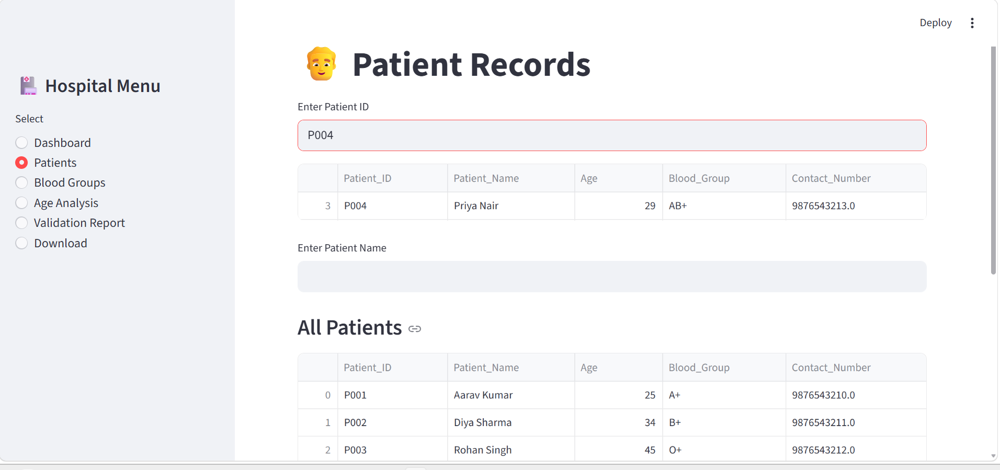 Deploy
Hospital Menu
Select
Dashboard
Patients
Blood Groups
Age Analysis
Validation Report
Download
Patient Records
Enter Patient ID
P004
Patient_ID Patient_Name Age Blood_Group Contact_Number
3 P004 Priya Nair 29 AB+ 9876543213.0
Enter Patient Name
All Patients
Patient_ID Patient_Name Age Blood_Group Contact_Number
0 P001 Aarav Kumar 25 A+ 9876543210.0
1 P002 Diya Sharma 34 B+ 9876543211.0
2 P003 Rohan Singh 45 O+ 9876543212.0